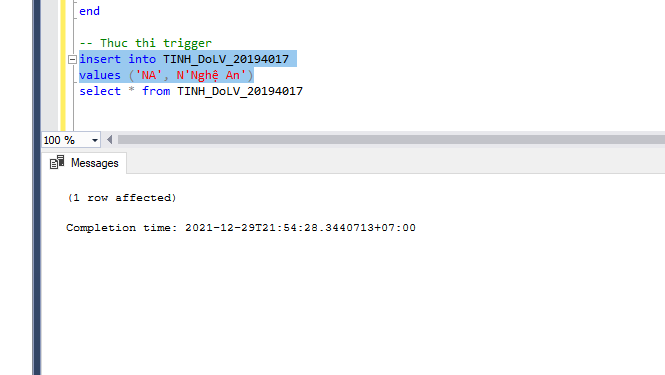 end
-- Thuc thi trigger
insert into TINH_DoLV_20194017
values ('NA', N'Nghệ An')
select * from TINH_DoLV_20194017
100 %
Messages
(1 row affected)
Completion time: 2021-12-29T21:54:28.3440713+07:00